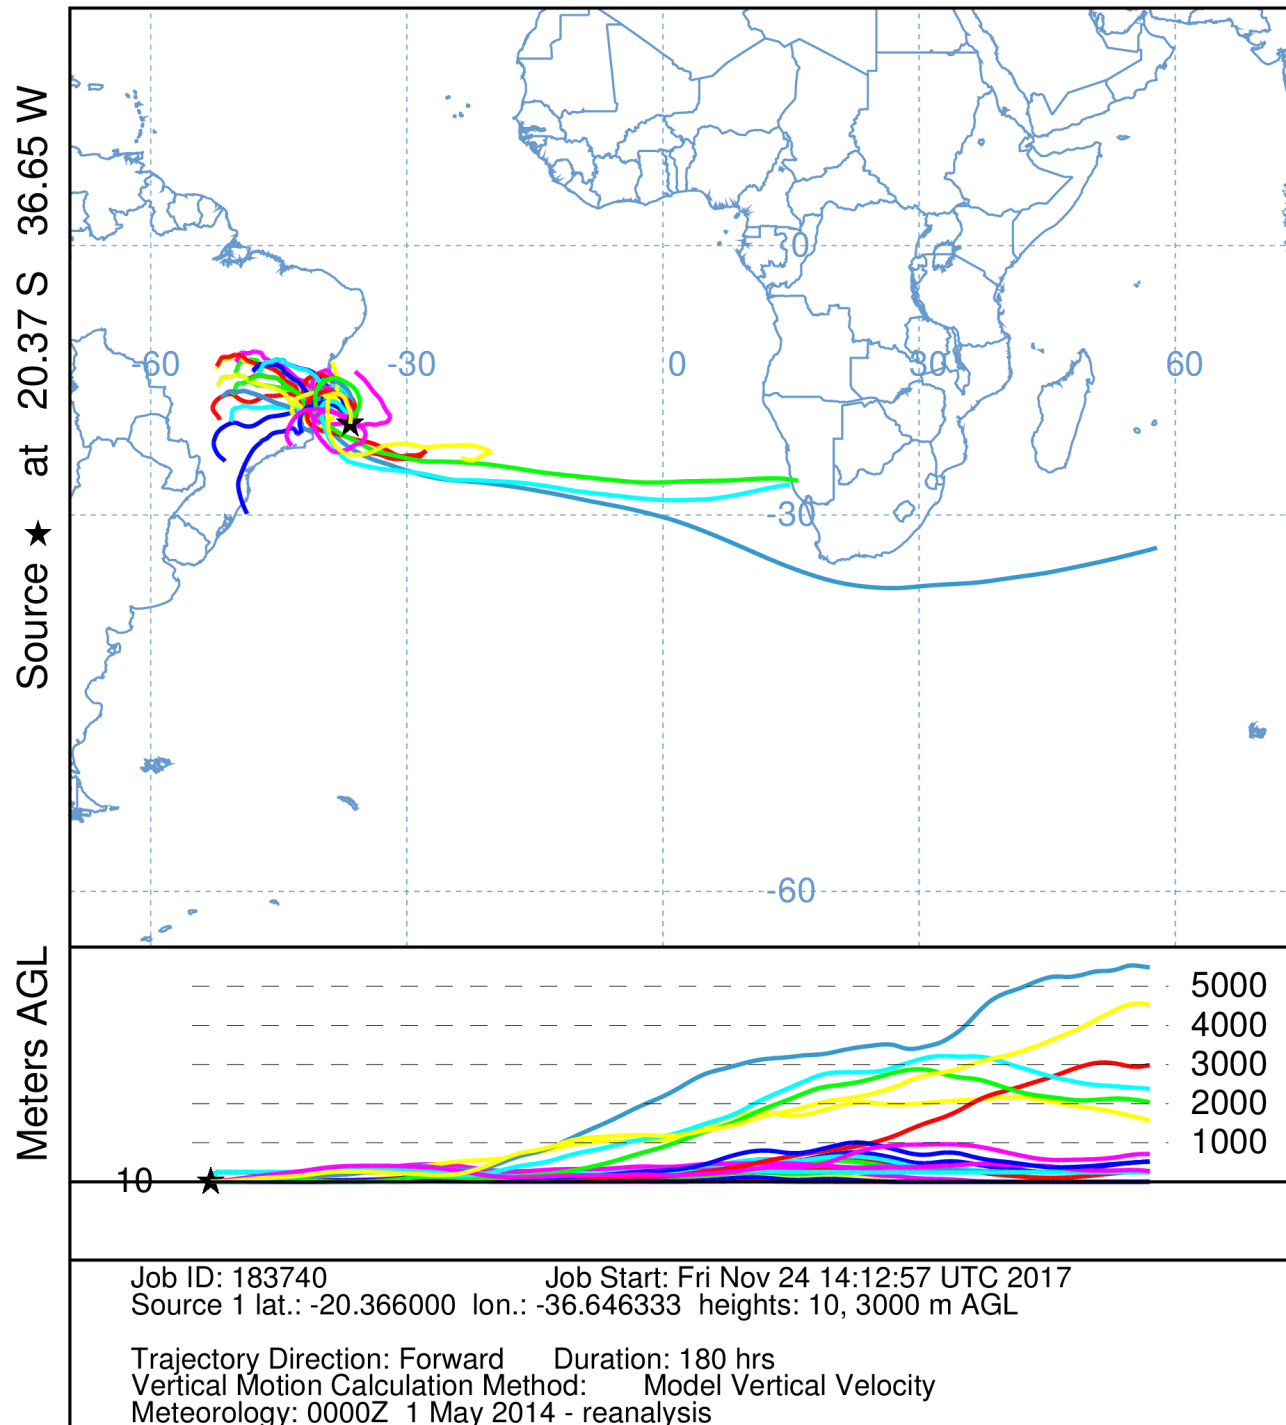 Source ★ at 20.37 S 36.65 W
30
-60
-30
0
30
60
-30
-60
Meters AGL
5000
4000
3000
2000
1000
10
Job ID: 183740 Job Start: Fri Nov 24 14:12:57 UTC 2017
Source 1 lat.: -20.366000 lon.: -36.646333 heights: 10, 3000 m AGL
Trajectory Direction: Forward Duration: 180 hrs
Vertical Motion Calculation Method: Model Vertical Velocity
Meteorology: 0000Z 1 May 2014 - reanalysis